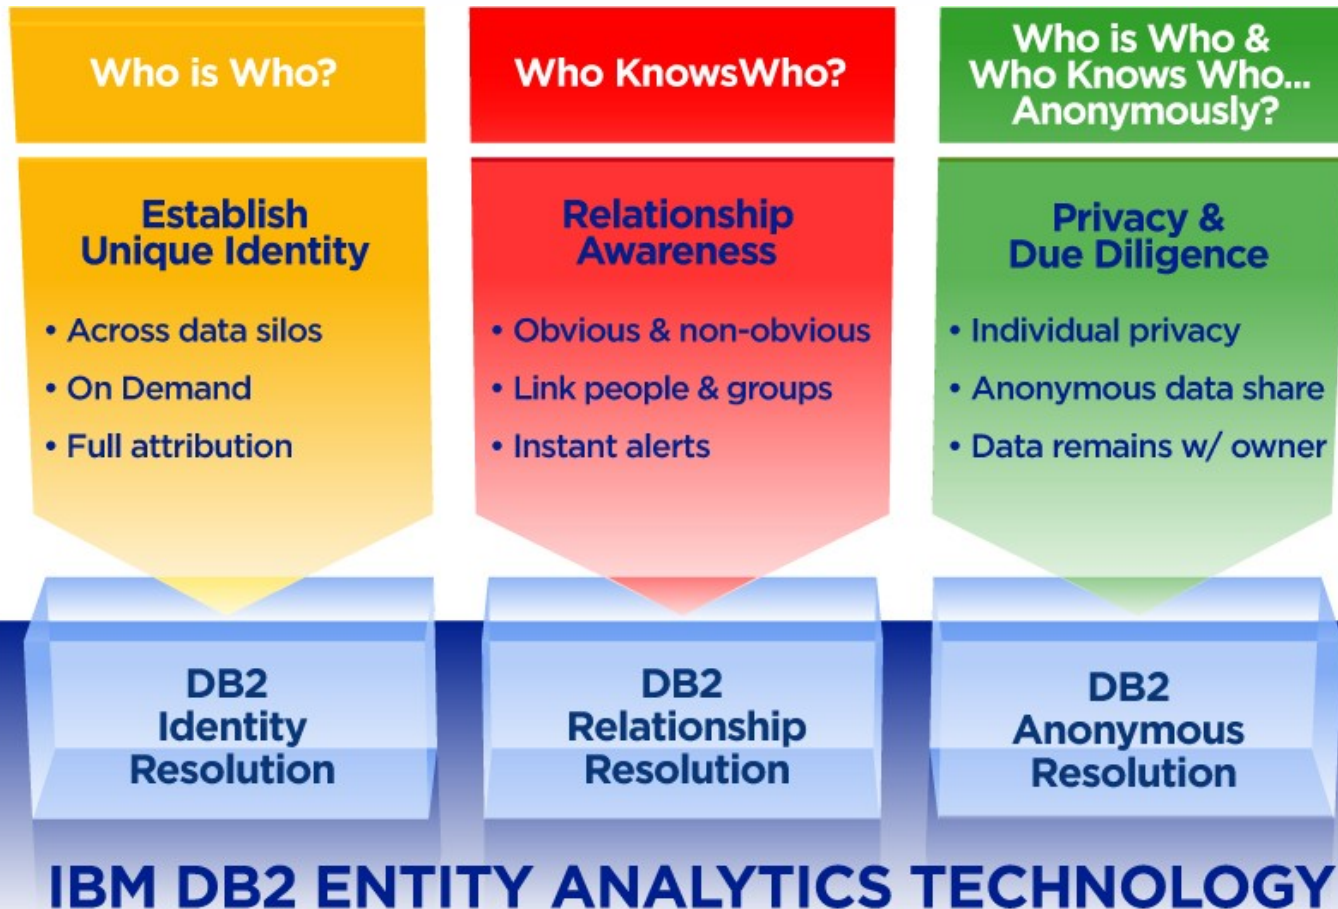 Who is Who?
Establish
Unique Identity
• Across data silos
• On Demand
• Full attribution
DB2
Identity
Resolution
Who KnowsWho?
Relationship
Awareness
• Obvious & non-obvious
• Link people & groups
• Instant alerts
DB2
Relationship
Resolution
Who is Who &
Who Knows Who...
Anonymously?
Privacy &
Due Diligence
• Individual privacy
• Anonymous data share
• Data remains w/ owner
DB2
Anonymous
Resolution
IBM DB2 ENTITY ANALYTICS TECHNOLOGY